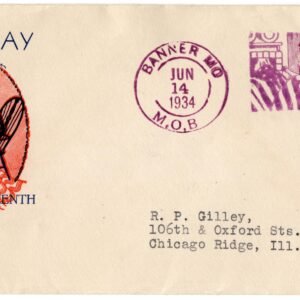 AY
BANNER MO
JUN
14
1934
M.O.B
ENTH
R. P. Gilley,
106th & Oxford Sts.
Chicago Ridge, Ill.